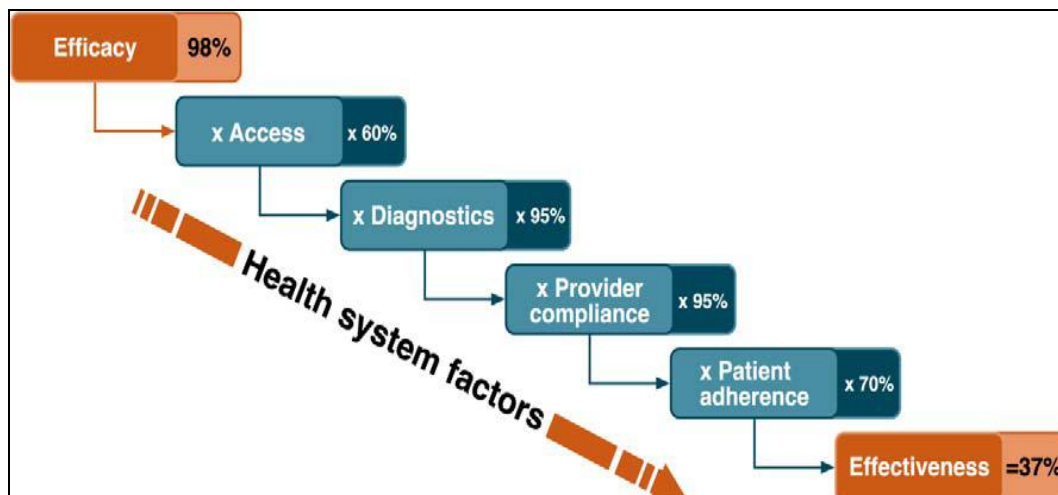 Efficacy 98%
x Access x 60%
x Diagnostics x 95%
x Provider
compliance x 95%
x Patient
adherence x 70%
Effectiveness =37%
Health system factors